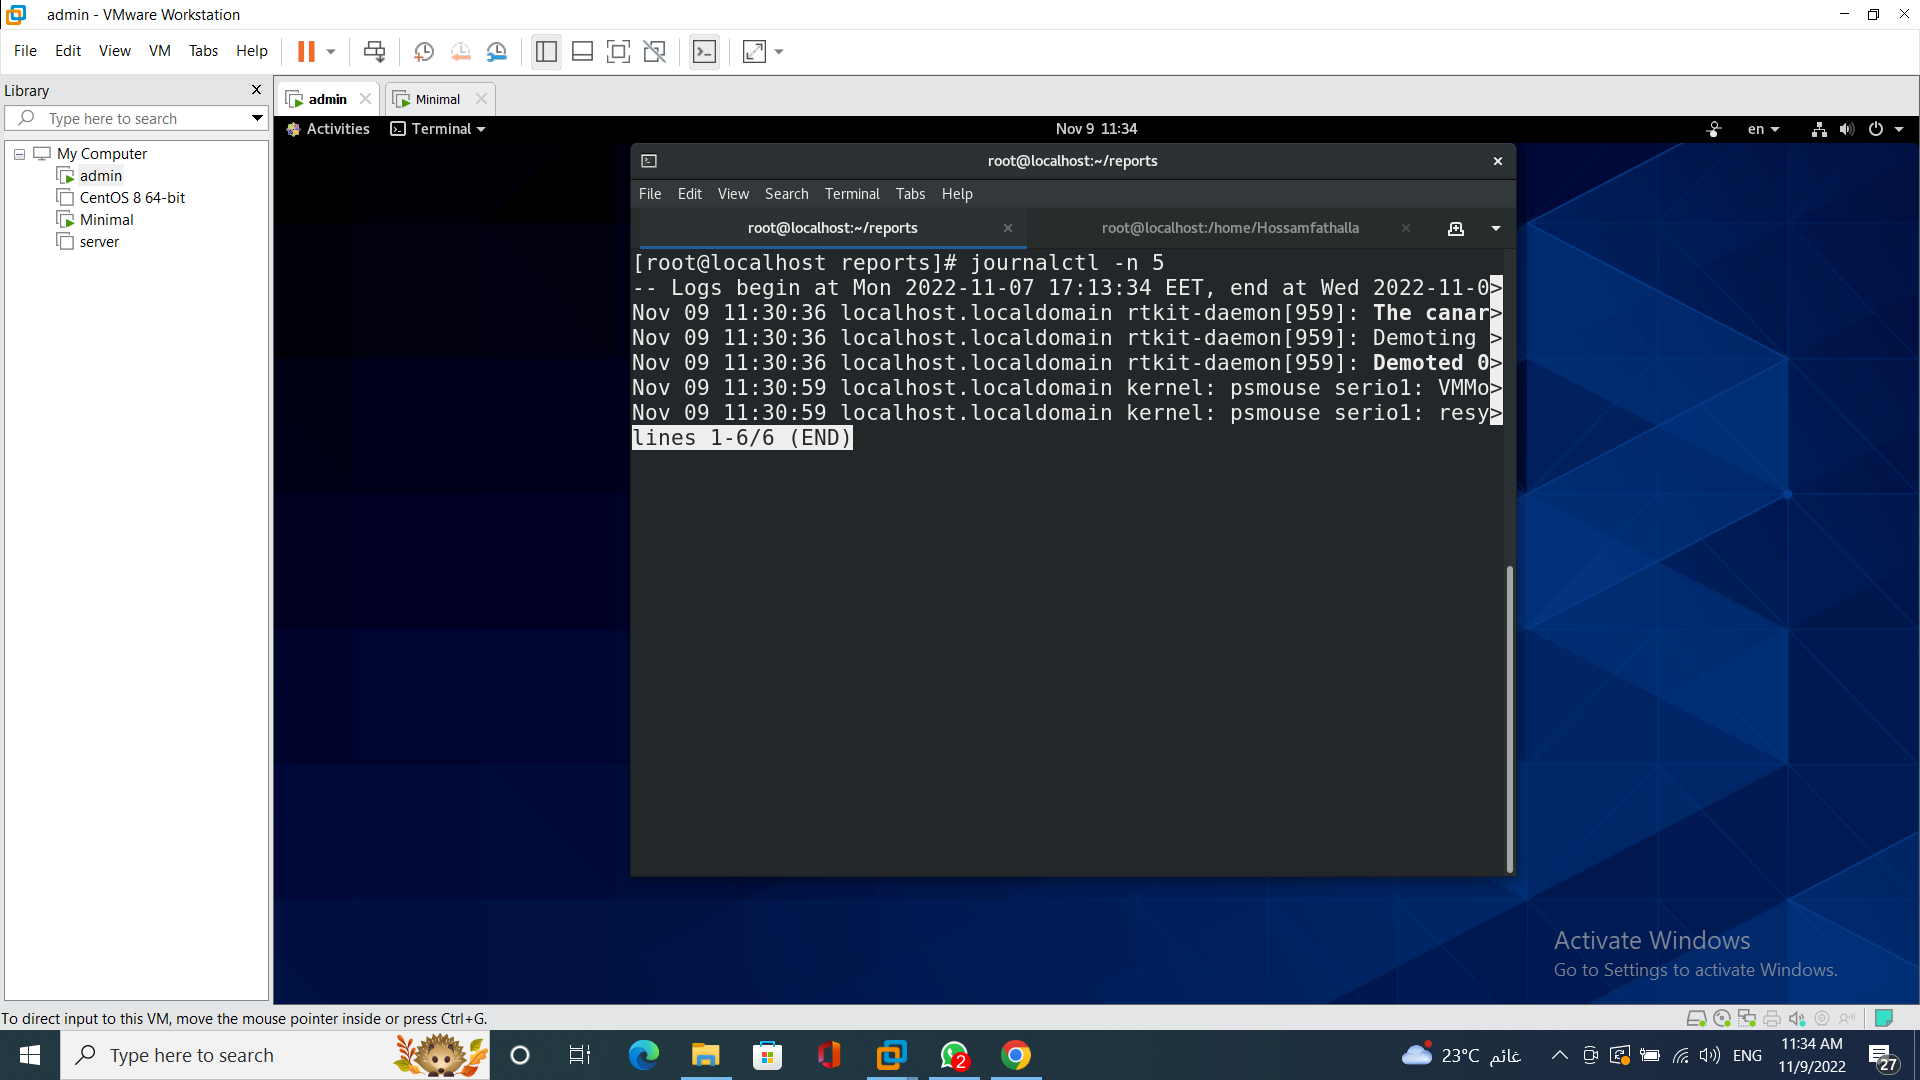 admin - VMware Workstation
File Edit View VM Tabs Help
Library
Type here to search
My Computer
admin
CentOS 8 64-bit
Minimal
server
admin
Minimal
Activities
Terminal
Nov 9 11:34
en
root@localhost:~/reports
File Edit View Search Terminal Tabs Help
root@localhost:~/reports
root@localhost:/home/Hossamfathalla
[root@localhost reports]# journalctl -n 5
-- Logs begin at Mon 2022-11-07 17:13:34 EET, end at Wed 2022-11-0>
Nov 09 11:30:36 localhost.localdomain rtkit-daemon[959]: The canar>
Nov 09 11:30:36 localhost.localdomain rtkit-daemon[959]: Demoting >
Nov 09 11:30:36 localhost.localdomain rtkit-daemon[959]: Demoted 0>
Nov 09 11:30:59 localhost.localdomain kernel: psmouse serio1: VMMo>
Nov 09 11:30:59 localhost.localdomain kernel: psmouse serio1: resy>
lines 1-6/6 (END)
Activate Windows
Go to Settings to activate Windows.
To direct input to this VM, move the mouse pointer inside or press Ctrl+G.
Type here to search
2
23°C غائم
ENG
11:34 AM
11/9/2022
27